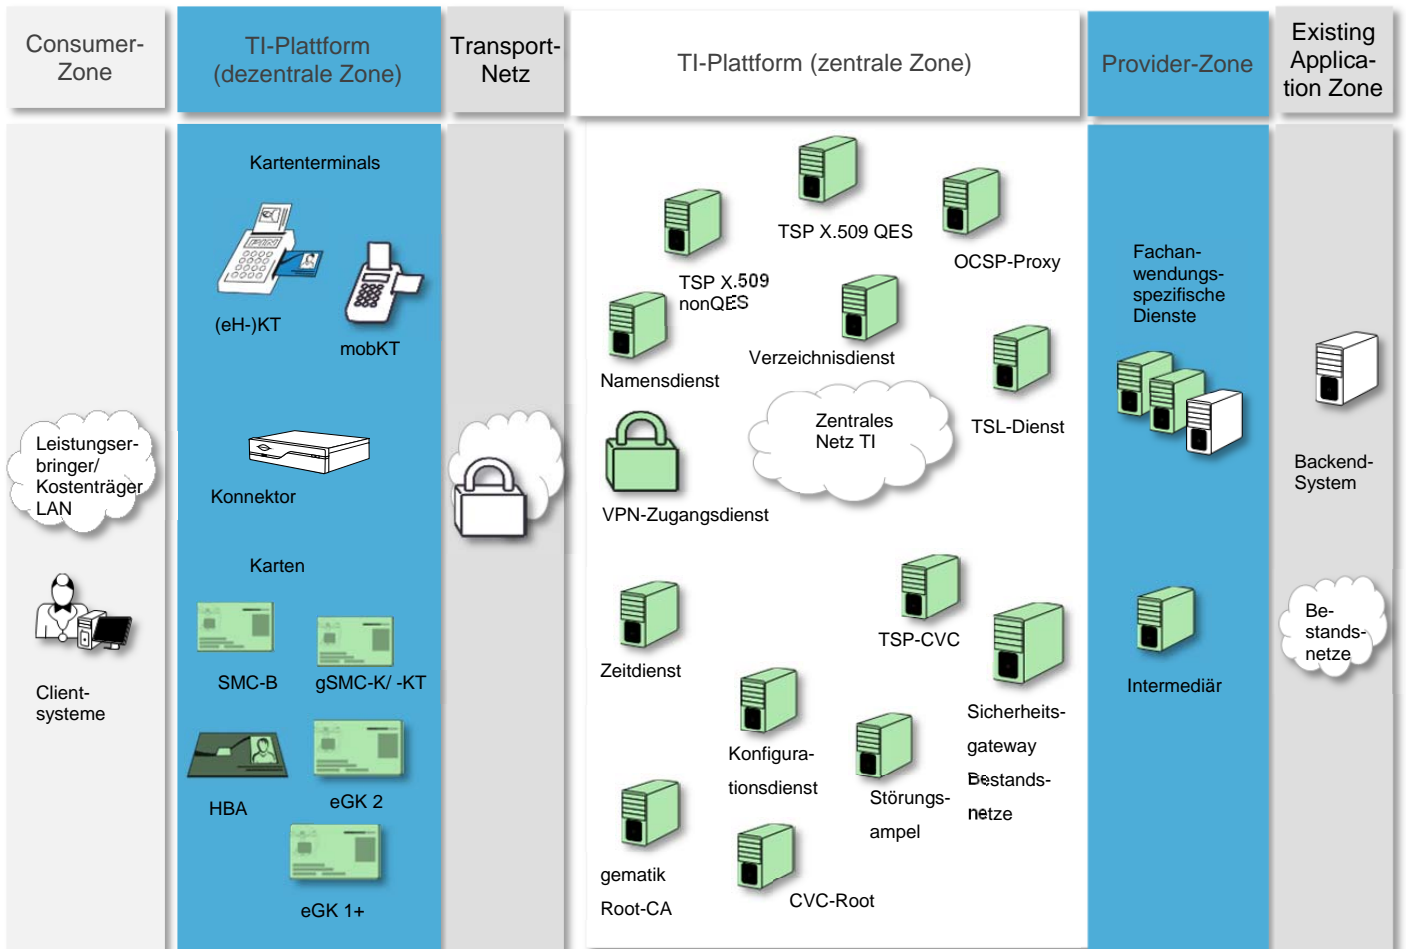 Consumer-
Zone
TI-Plattform
(dezentrale Zone)
Transport-
Netz
TI-Plattform (zentrale Zone)
Provider-Zone
Existing
Applica-
tion Zone
Leistungser-
bringer/
Kostenträger
LAN
Client-
systeme
Kartenterminals
(eH-)KT
mobKT
Konnektor
Karten
SMC-B
gSMC-K/ -KT
HBA
eGK 2
eGK 1+
TSP X.509 QES
OCSP-Proxy
TSP X.509
nonQES
Namensdienst
Verzeichnisdienst
TSL-Dienst
Zentrales
Netz TI
VPN-Zugangsdienst
Zeitdienst
TSP-CVC
Sicherheits-
gateway
Bestands-
netze
Konfigura-
tionsdienst
Störungs-
ampel
gematik
Root-CA
CVC-Root
Fachan-
wendungs-
spezifische
Dienste
Intermediär
Backend-
System
Be-
stands-
netze